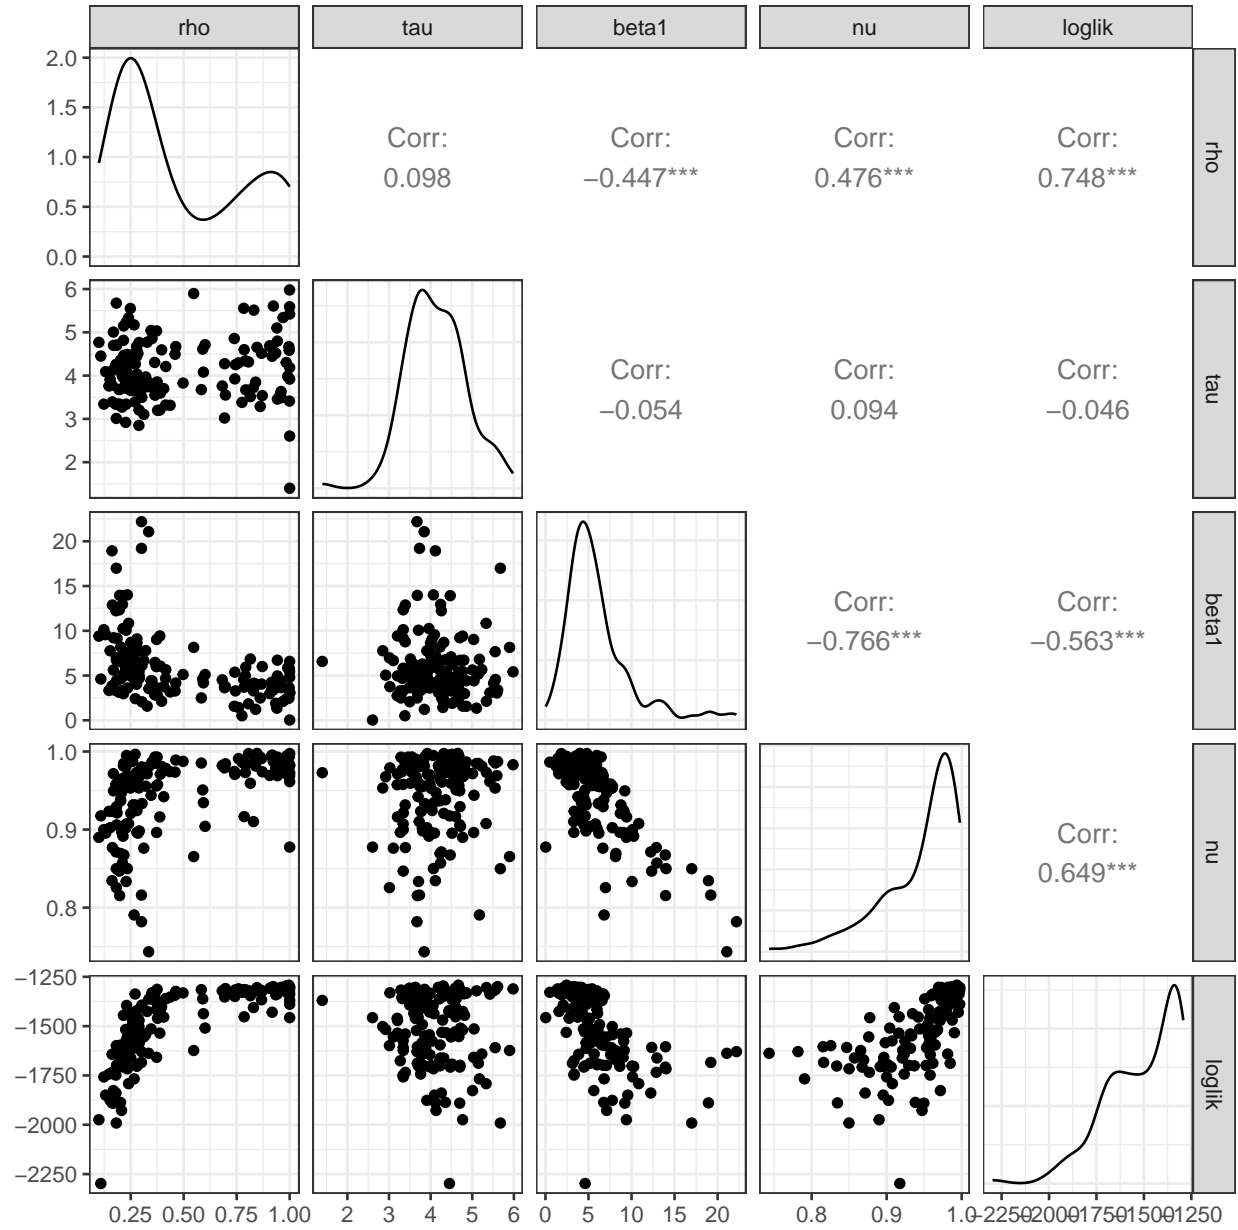 rho tau beta1 nu loglik
2.0
1.5
1.0
0.5
0.0
Corr: Corr: Corr: Corr:
0.098 −0.447*** 0.476*** 0.748***
rho
6
5
4
3
2
Corr: Corr: Corr:
−0.054 0.094 −0.046
tau
20
15
10
5
0
Corr: Corr:
−0.766*** −0.563***
beta1
1.0
0.9
0.8
Corr:
0.649***
nu
−1250
−1500
−1750
−2000
−2250
loglik
0.25 0.50 0.75 1.00 2 3 4 5 6 0 5 10 15 20 0.8 0.9 1.0 −2250 −2000 −1750 −1500 −1250